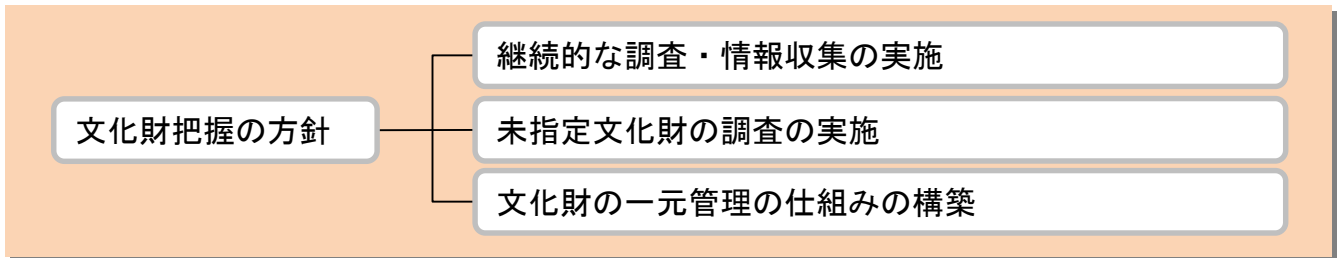 文化財把握の方針
継続的な調査・情報収集の実施
未指定文化財の調査の実施
文化財の一元管理の仕組みの構築